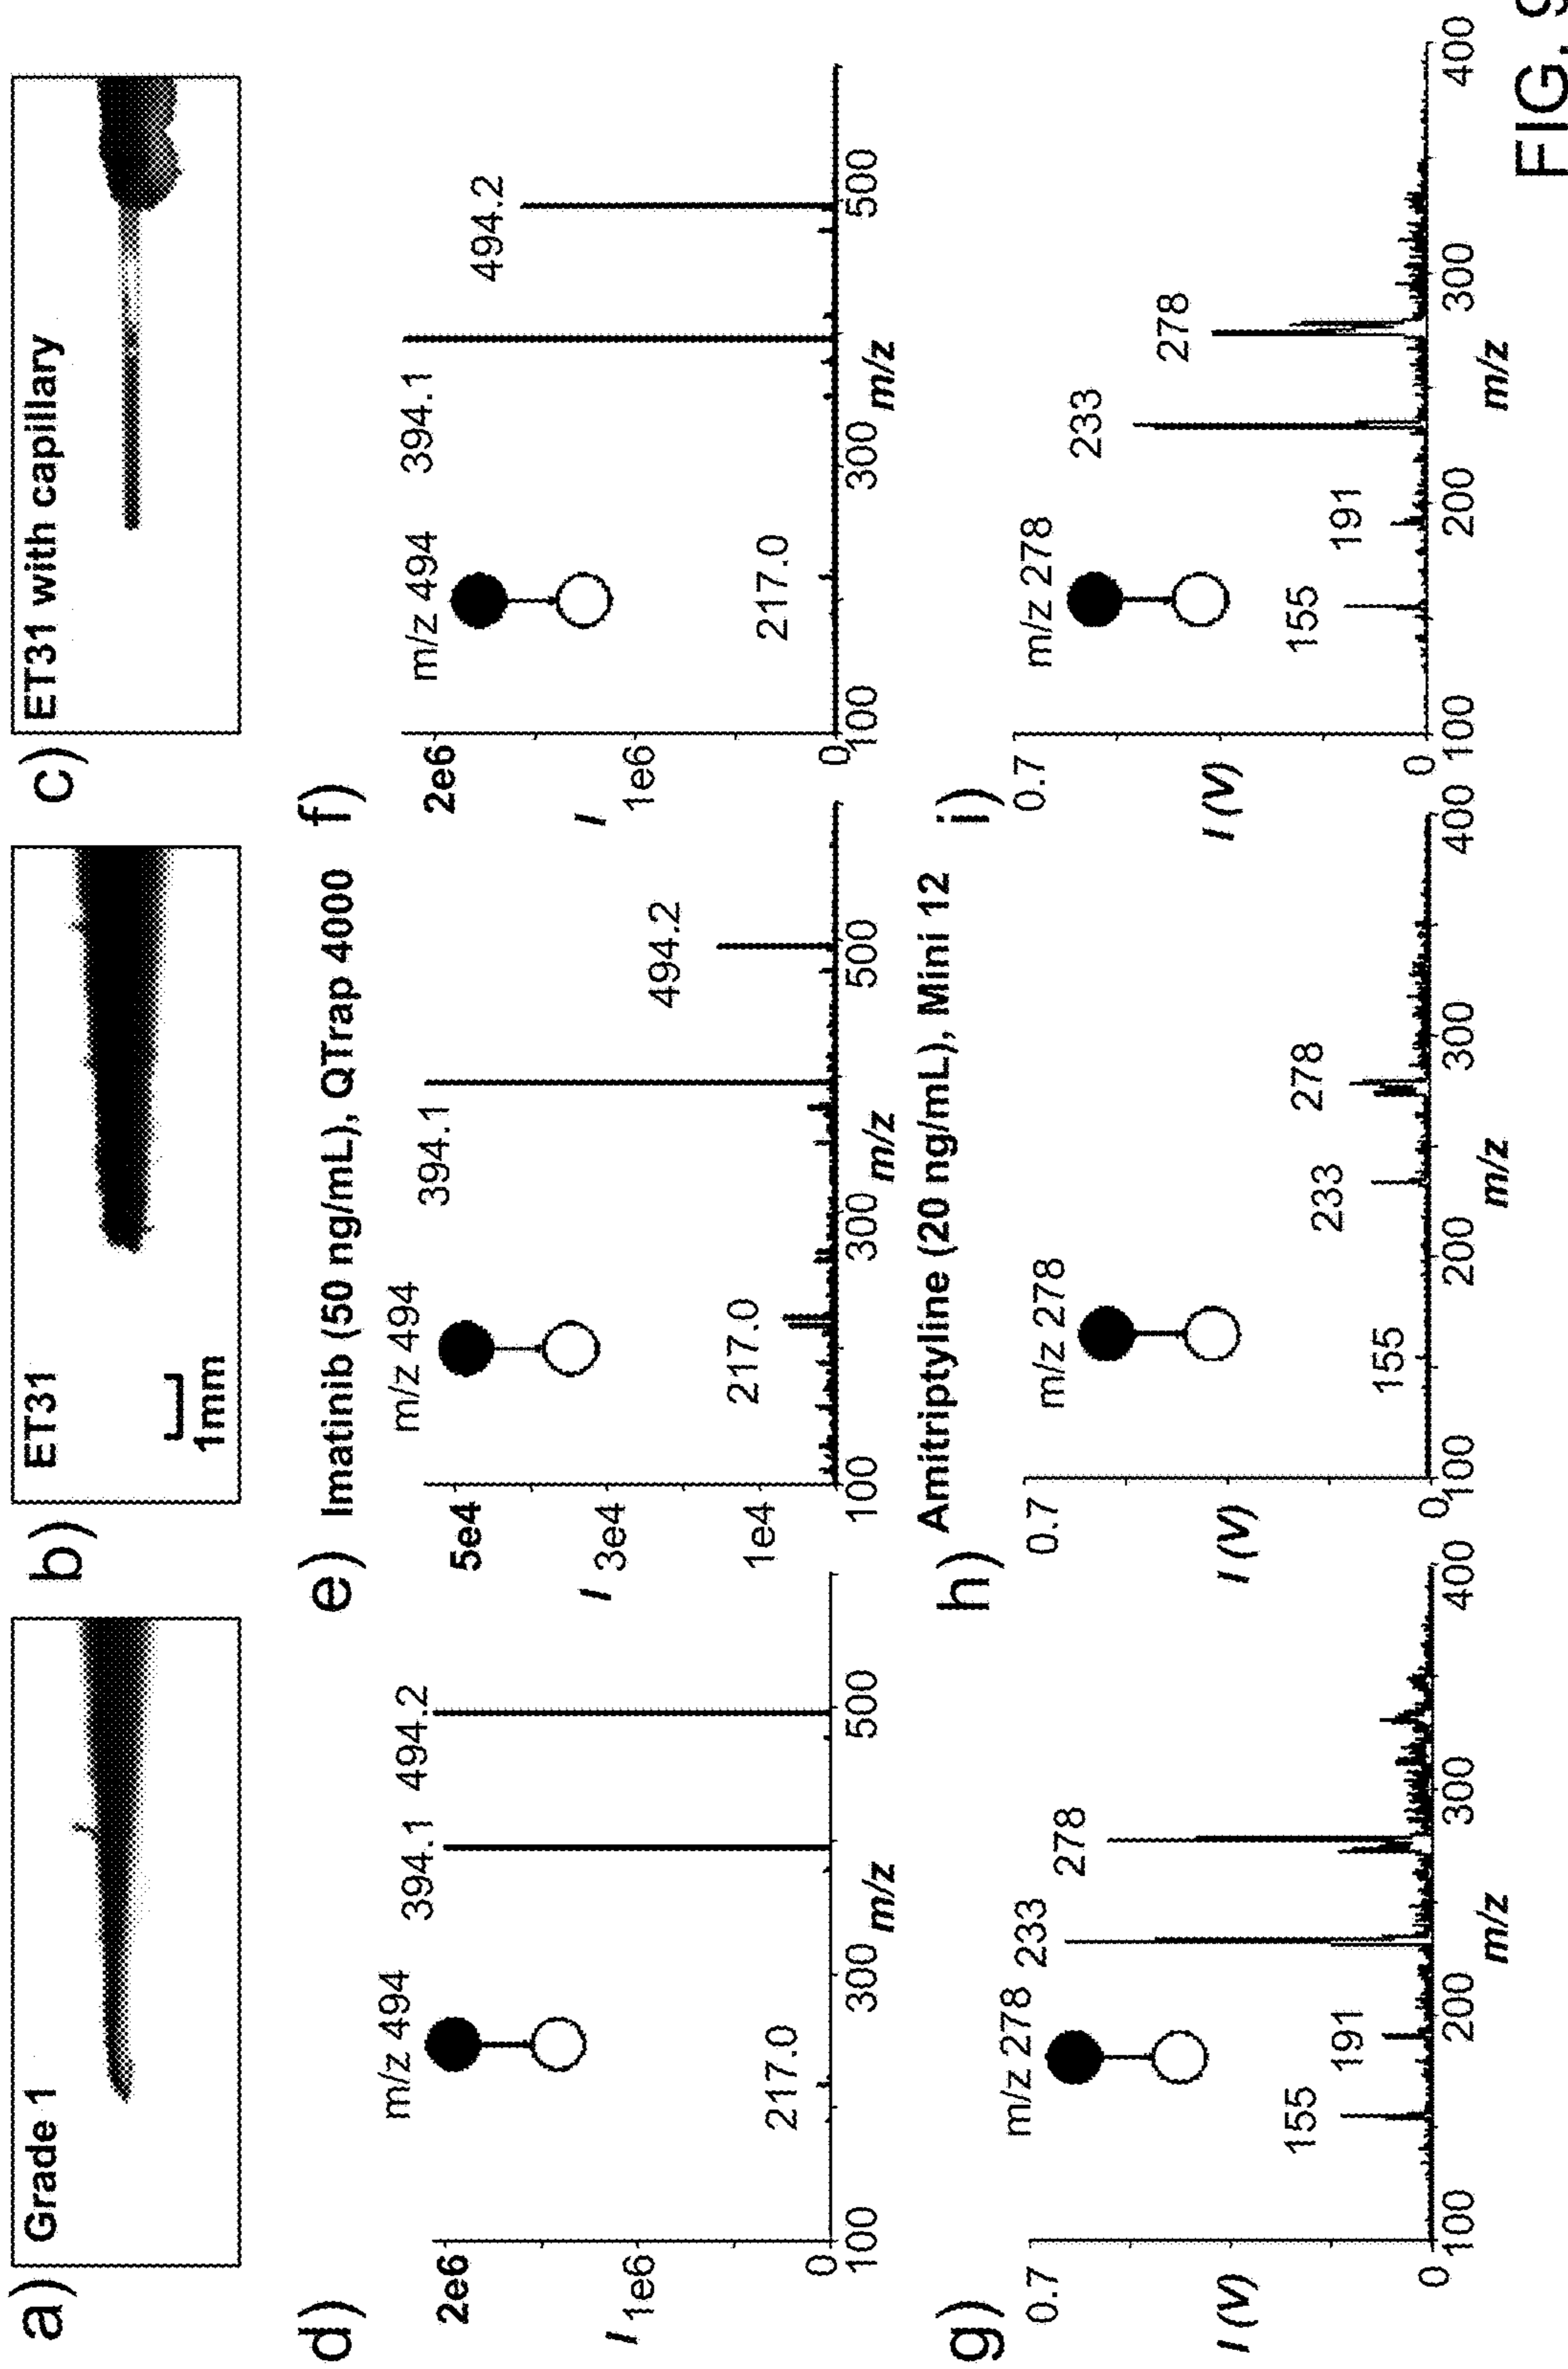 a)
Grade 1
b)
ET31
1mm
c)
ET31 with capillary
Imatinib (50 ng/mL), QTrap 4000
d)
2e6
I
1e6
0
m/z 494
217.0
394.1
494.2
100
300
500
m/z
e)
5e4
I
3e4
1e4
m/z 494
217.0
394.1
494.2
100
300
500
m/z
f)
2e6
I
1e6
0
m/z 494
217.0
394.1
494.2
100
300
500
m/z
Amitriptyline (20 ng/mL), Mini 12
g)
0.7
I (V)
0
m/z 278
155
191
233
278
100
200
300
400
m/z
h)
0.7
I (V)
0
m/z 278
155
233
278
100
200
300
400
m/z
i)
0.7
I (V)
0
m/z 278
155
191
233
278
100
200
300
400
m/z
FIG. 9